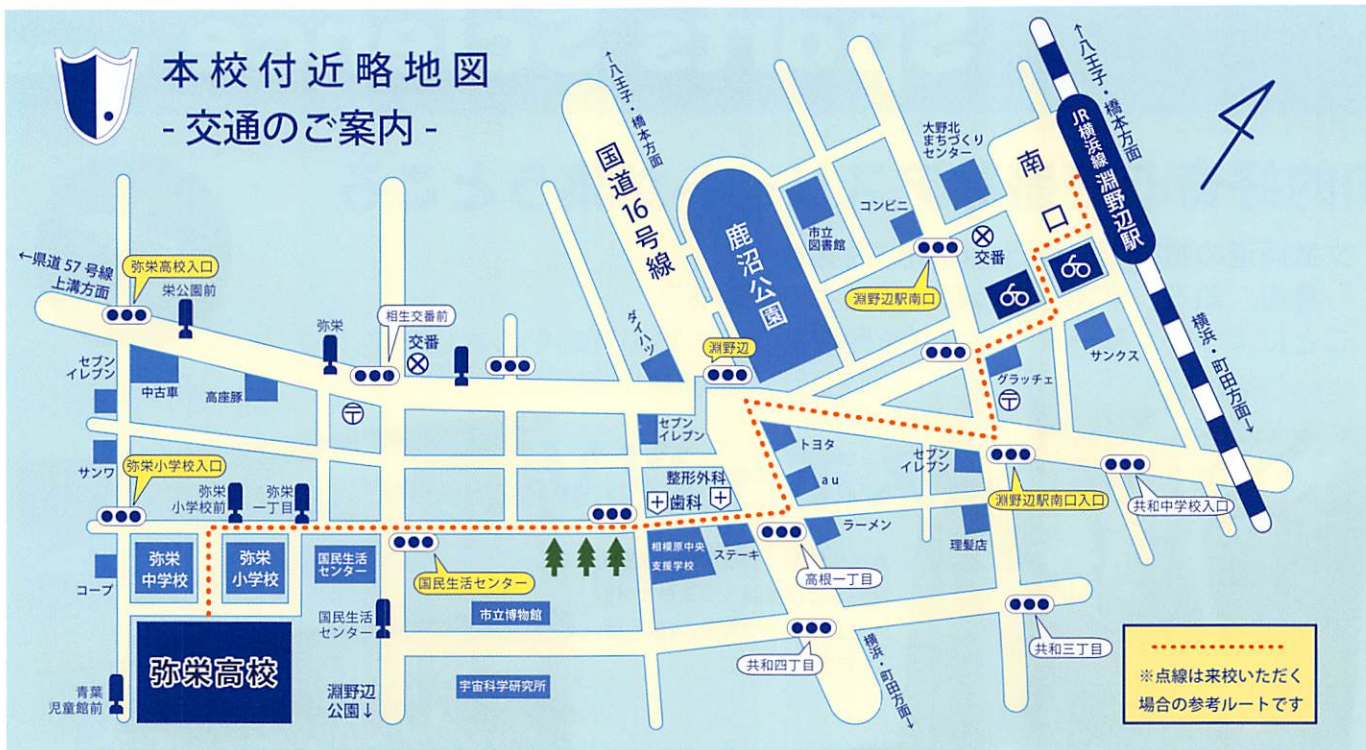 本校付近略地図
- 交通のご案内 -
↑八王子・橋本方面
国道16号線
鹿沼公園
市立
図書館
コンビニ
大野北
まちづくり
センター
交番
南口
↑八王子・橋本方面
JR横浜線 淵野辺駅
横浜・町田方面↓
淵野辺駅南口
サンクス
グラッチェ
←県道57号線
上溝方面
弥栄高校入口
栄公園前
弥栄
相生交番前
交番
ダイハツ
淵野辺
セブン
イレブン
中古車
高座豚
セブン
イレブン
トヨタ
au
セブン
イレブン
淵野辺駅南口入口
共和中学校入口
サンワ
弥栄小学校入口
弥栄
小学校前
弥栄
一丁目
整形外科
歯科
ラーメン
理髪店
コープ
弥栄
中学校
弥栄
小学校
国民生活
センター
国民生活センター
相模原中央
支援学校
ステーキ
高根一丁目
国民生活
センター
市立博物館
共和四丁目
共和三丁目
弥栄高校
青葉
児童館前
淵野辺
公園↓
宇宙科学研究所
横浜・町田方面↓
※点線は来校いただく
場合の参考ルートです